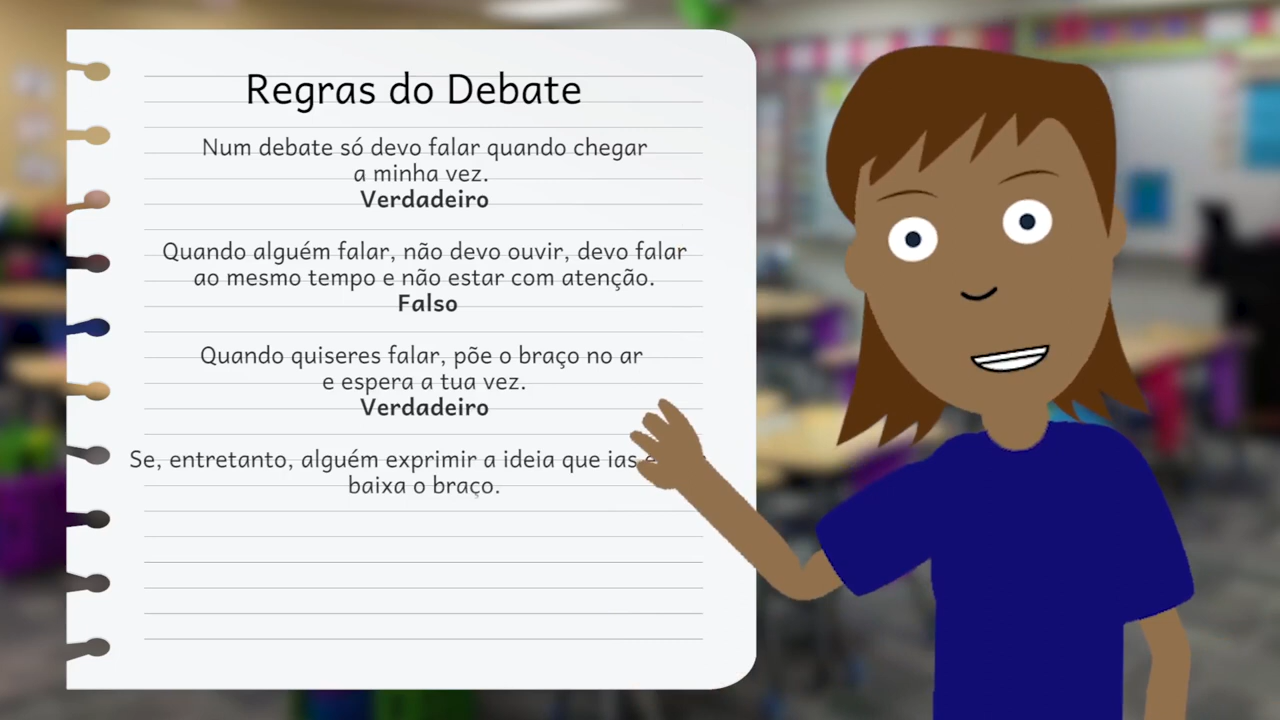 Regras do Debate
Num debate só devo falar quando chegar
a minha vez.
Verdadeiro
Quando alguém falar, não devo ouvir, devo falar
ao mesmo tempo e não estar com atenção.
Falso
Quando quiseres falar, põe o braço no ar
e espera a tua vez.
Verdadeiro
Se, entretanto, alguém exprimir a ideia que ias
baixa o braço.